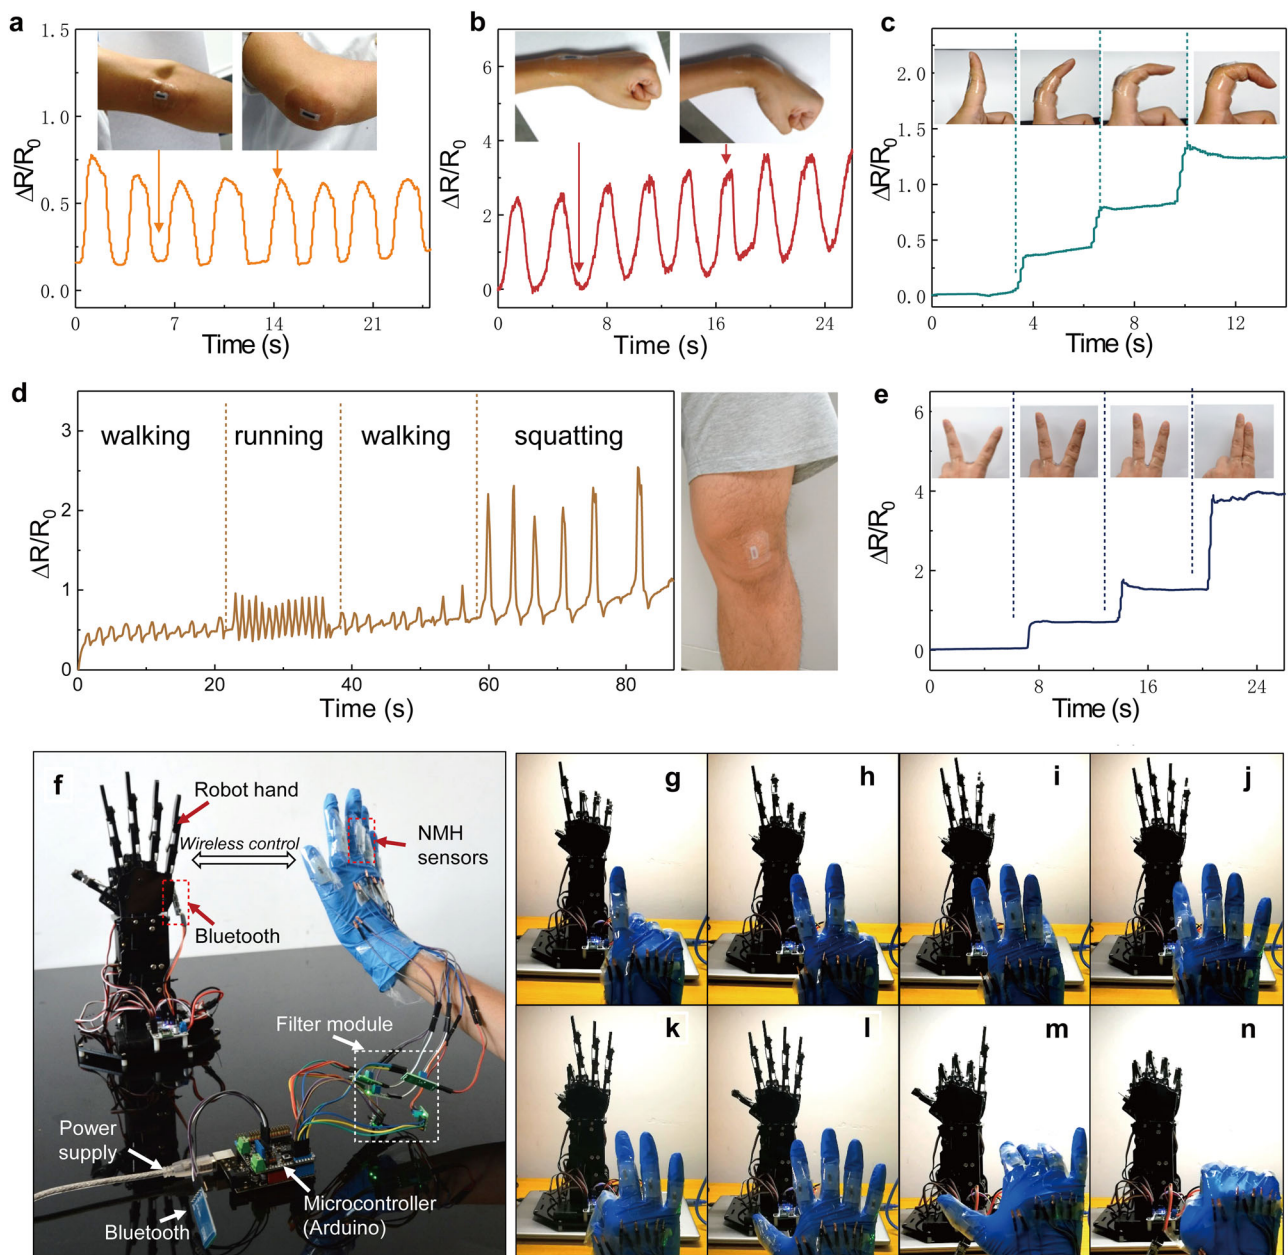 a
ΔR/R0
1.5
1.0
0.5
0.0
0
7
14
21
Time (s)
b
ΔR/R0
6
4
2
0
0
8
16
24
Time (s)
c
ΔR/R0
2.0
1.5
1.0
0.5
0.0
0
4
8
12
Time (s)
d
ΔR/R0
3
2
1
0
walking
running
walking
squatting
0
20
40
60
80
Time (s)
e
ΔR/R0
6
4
2
0
0
8
16
24
Time (s)
f
Robot hand
Wireless control
NMH
sensors
Bluetooth
Filter module
Power
supply
Microcontroller
(Arduino)
Bluetooth
g
h
i
j
k
l
m
n